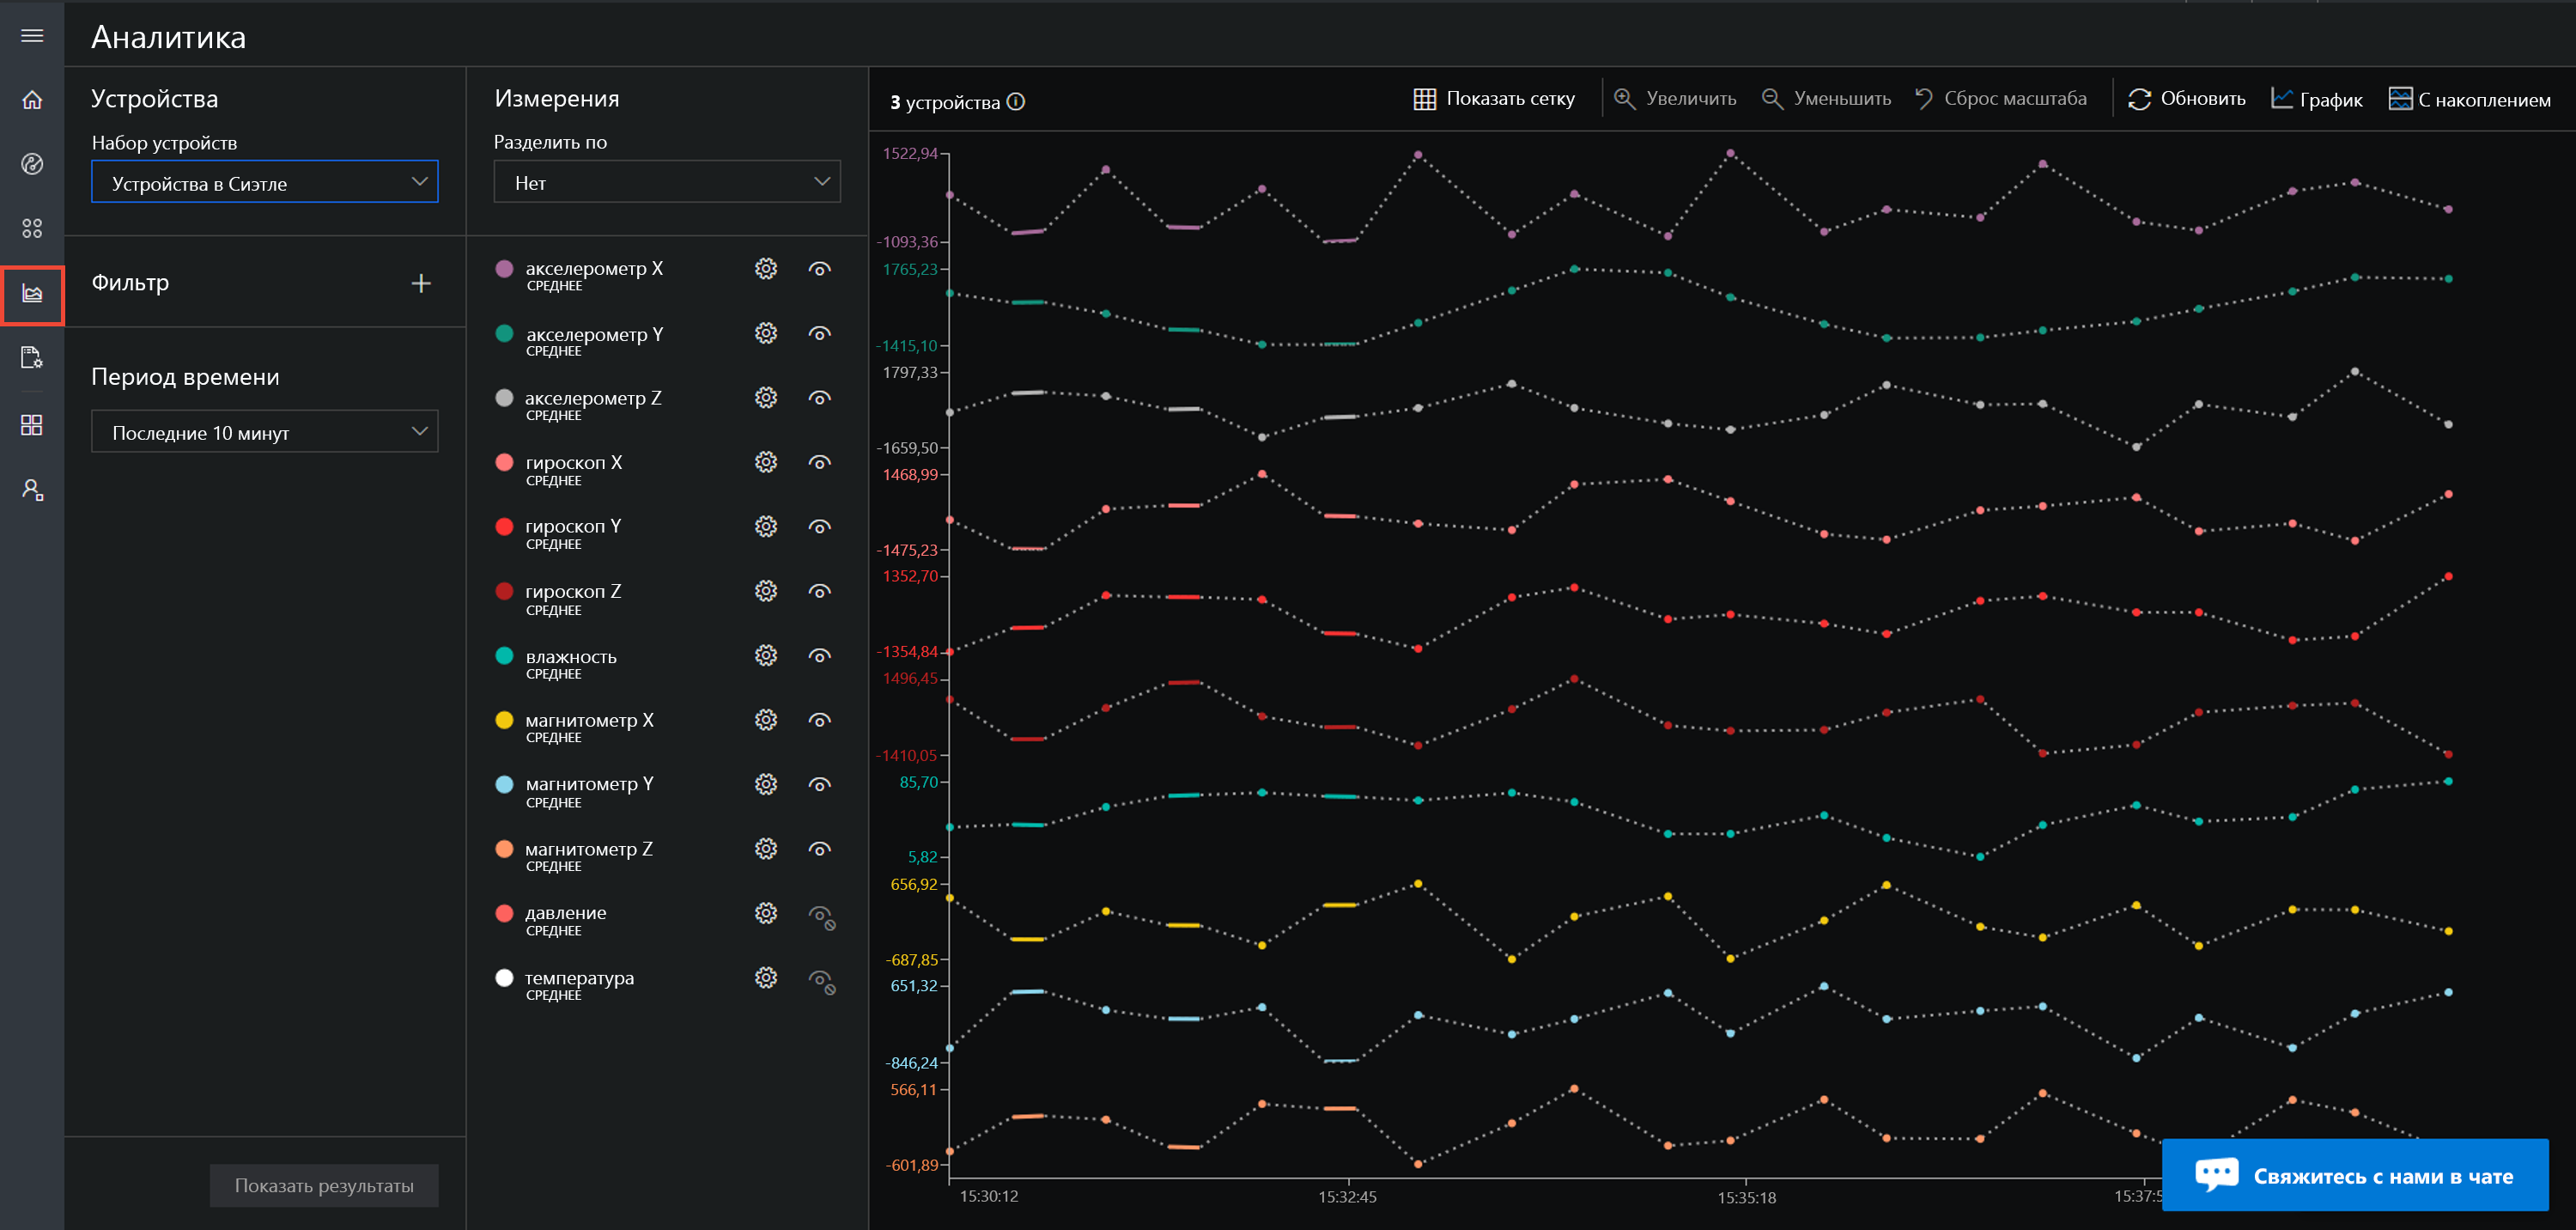 Аналитика
Устройства
Набор устройств
Устройства в Сиэтле
Фильтр
Период времени
Последние 10 минут
Показать результаты
Измерения
Разделить по
Нет
акселерометр X
СРЕДНЕЕ
акселерометр Y
СРЕДНЕЕ
акселерометр Z
СРЕДНЕЕ
гироскоп X
СРЕДНЕЕ
гироскоп Y
СРЕДНЕЕ
гироскоп Z
СРЕДНЕЕ
влажность
СРЕДНЕЕ
магнитометр X
СРЕДНЕЕ
магнитометр Y
СРЕДНЕЕ
магнитометр Z
СРЕДНЕЕ
давление
СРЕДНЕЕ
температура
СРЕДНЕЕ
3 устройства
Показать сетку Увеличить Уменьшить Сброс масштаба Обновить График С накоплением
1522,94
-1093,36
1765,23
-1415,10
1797,33
-1659,50
1468,99
-1475,23
1352,70
-1354,84
1496,45
-1410,05
85,70
5,82
656,92
-687,85
651,32
-846,24
566,11
-601,89
15:30:12 15:32:45 15:35:18
Свяжитесь с нами в чате